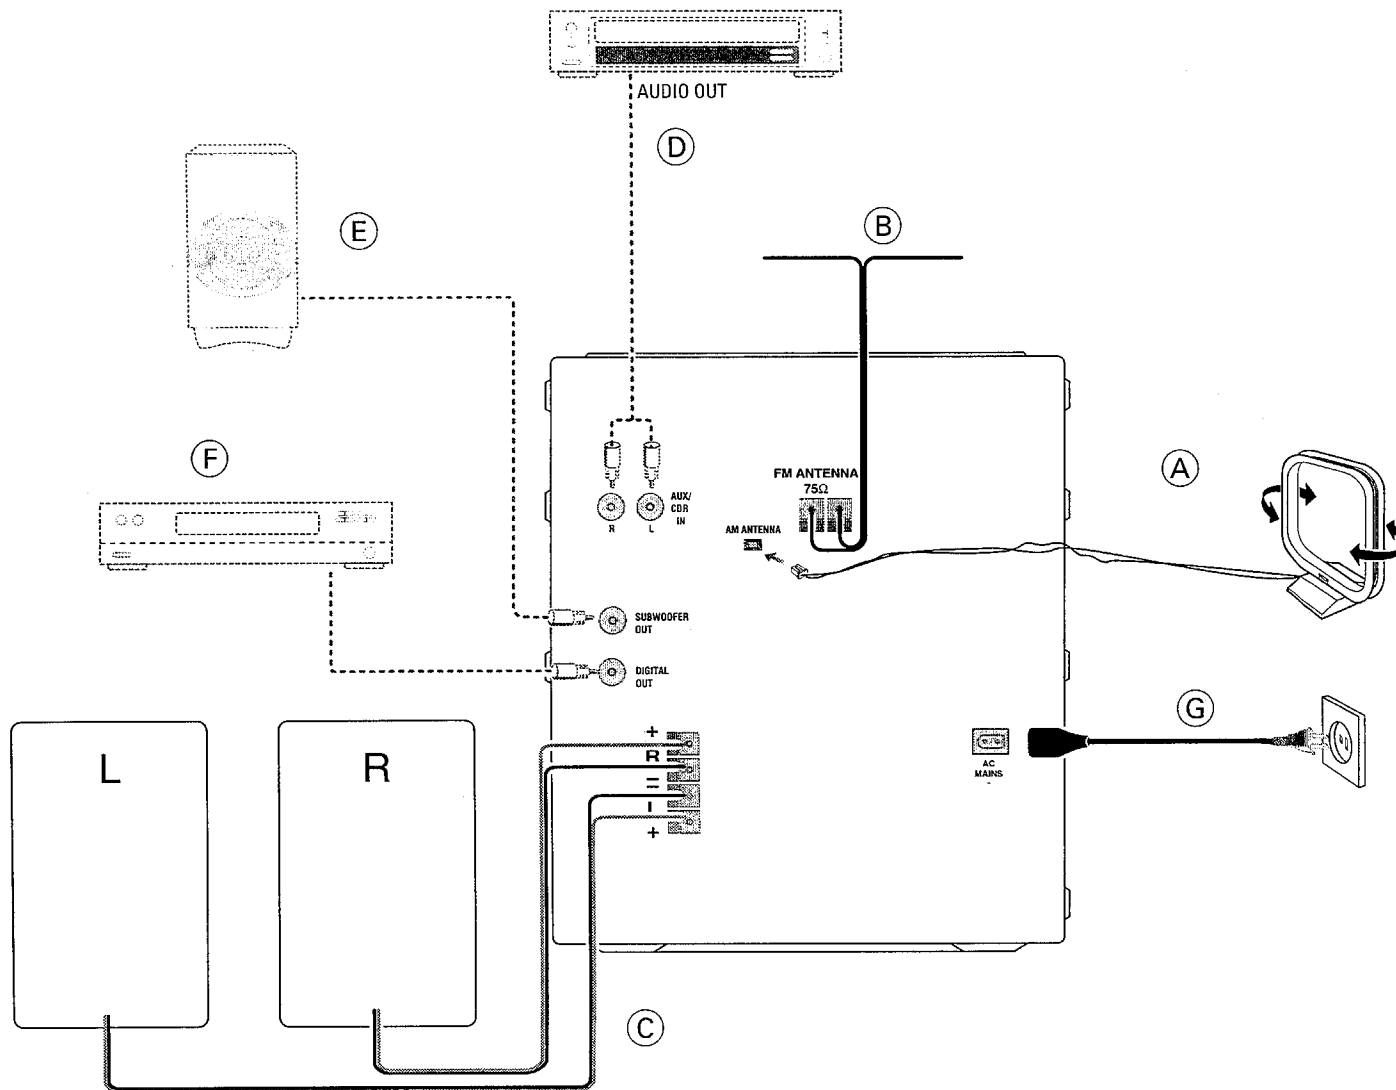 AUDIO OUT
D
B
E
F
A
FM ANTENNA
75Ω
AUX/
CDR
IN
R
L
AM ANTENNA
SUBWOOFER
OUT
DIGITAL
OUT
G
L
R
+
R
=
L
+
AC
MAINS
~
C